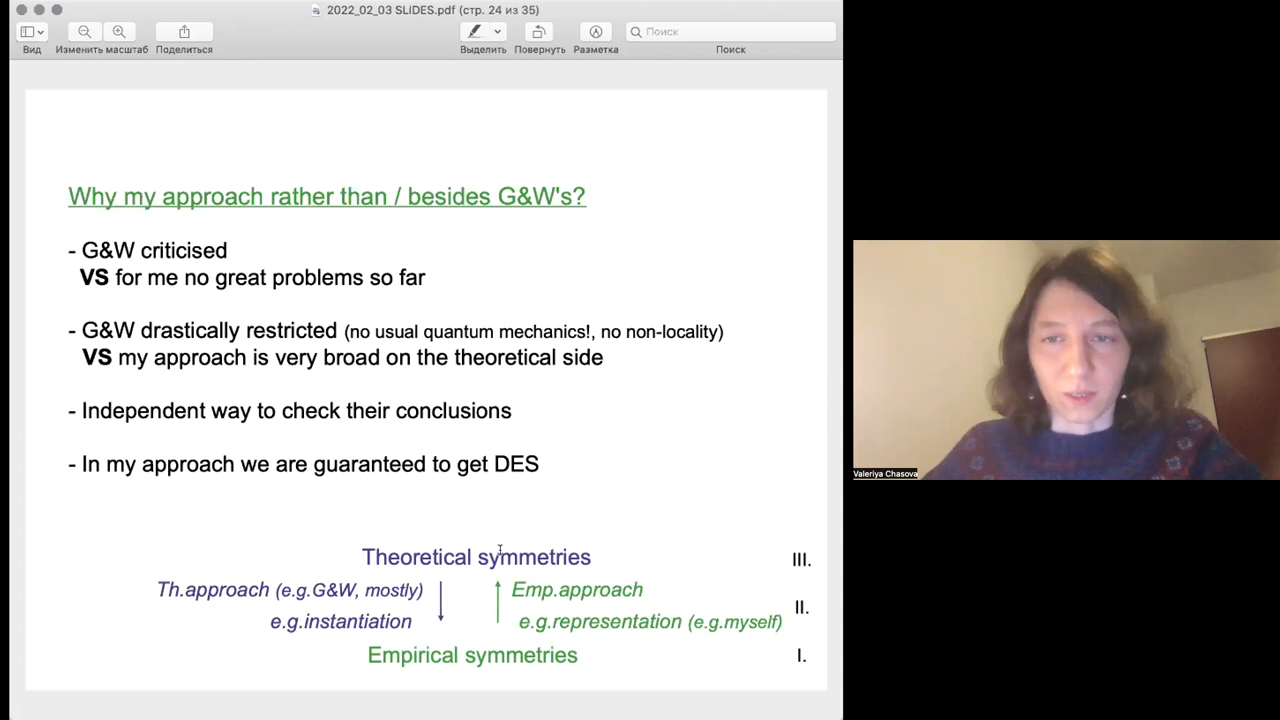 2022_02_03 SLIDES.pdf (стр. 24 из 35)
Вид
Изменить масштаб
Поделиться
Выделить
Повернуть
Разметка
Поиск
Поиск
Why my approach rather than / besides G&W's?
- G&W criticised
VS for me no great problems so far
- G&W drastically restricted (no usual quantum mechanics!, no non-locality)
VS my approach is very broad on the theoretical side
- Independent way to check their conclusions
- In my approach we are guaranteed to get DES
Theoretical symmetries III.
Th.approach (e.g.G&W, mostly) Emp.approach
II.
e.g.instantiation e.g.representation (e.g.myself)
Empirical symmetries I.
Valeriya Chasova